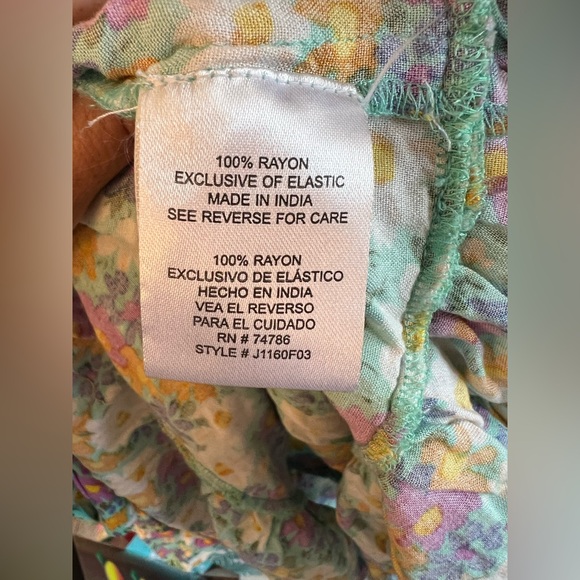 100% RAYON
EXCLUSIVE OF ELASTIC
MADE IN INDIA
SEE REVERSE FOR CARE
100% RAYON
EXCLUSIVO DE ELÁSTICO
HECHO EN INDIA
VEA EL REVERSO
PARA EL CUIDADO
RN # 74786
STYLE # J1160F03